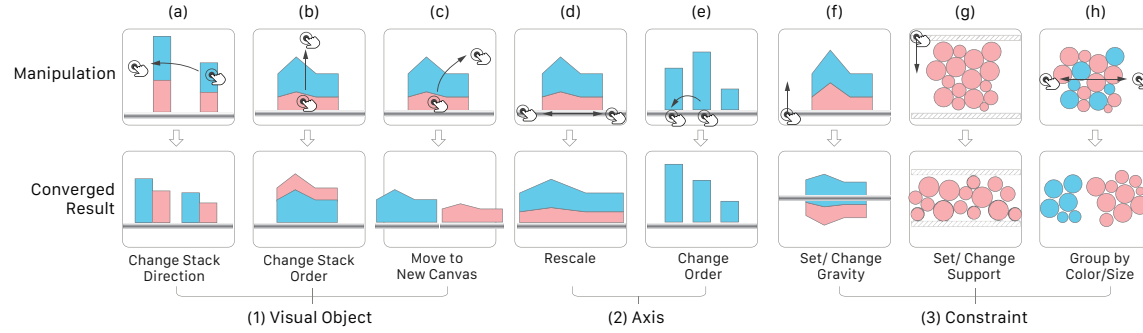 (a) (b) (c) (d) (e) (f) (g) (h)
Manipulation
Converged
Result
Change Stack
Direction
Change Stack
Order
Move to
New Canvas
Rescale
Change
Order
Set/ Change
Gravity
Set/ Change
Support
Group by
Color/Size
(1) Visual Object
(2) Axis
(3) Constraint